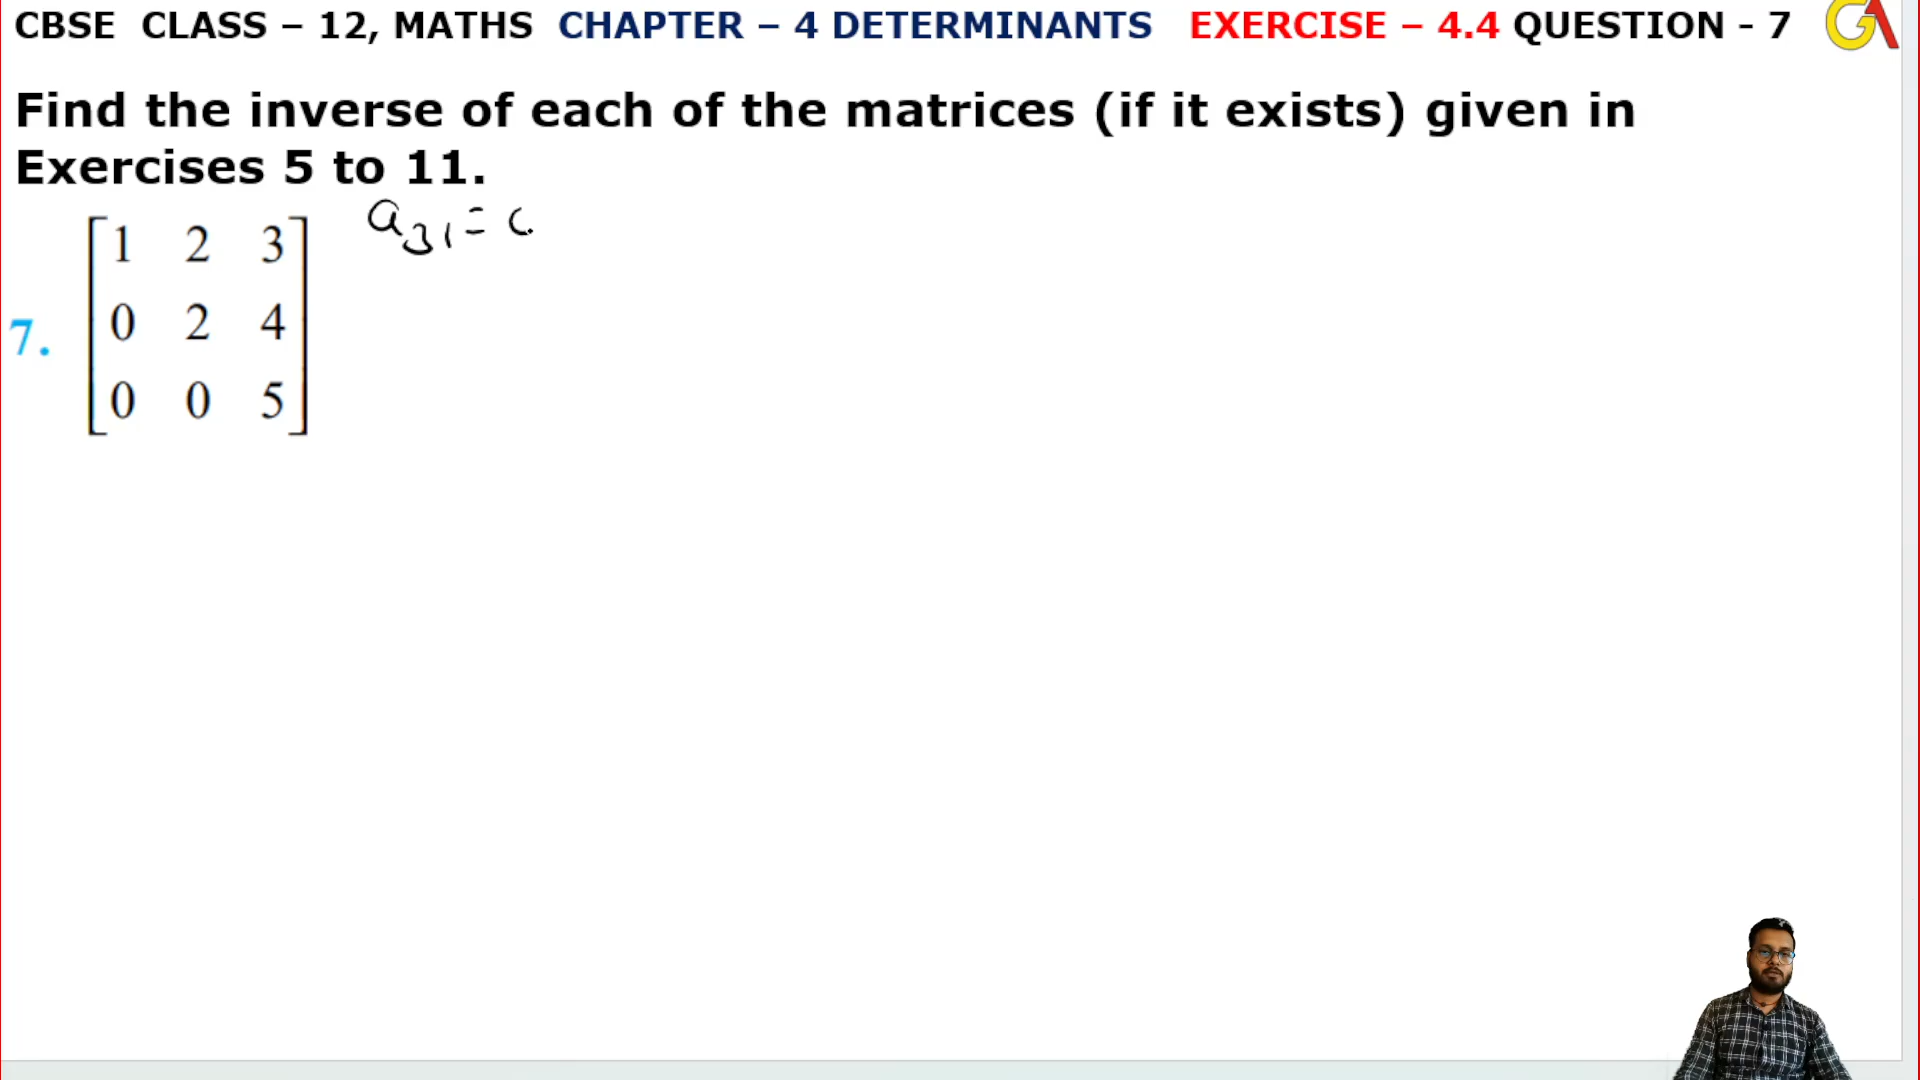 CBSE CLASS – 12, MATHS CHAPTER – 4 DETERMINANTS EXERCISE – 4.4 QUESTION - 7 GA
Find the inverse of each of the matrices (if it exists) given in
Exercises 5 to 11.
a31 =
1 2 3
7. 0 2 4
0 0 5